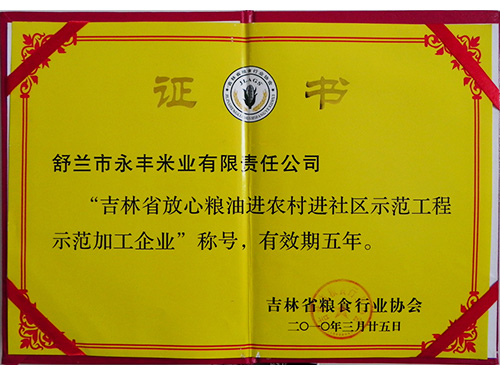 证书
JLAGS
舒兰市永丰米业有限责任公司
“吉林省放心粮油进农村进社区示范工程
示范加工企业”称号，有效期五年。
吉林省粮食行业协会
二〇一〇年三月廿五日